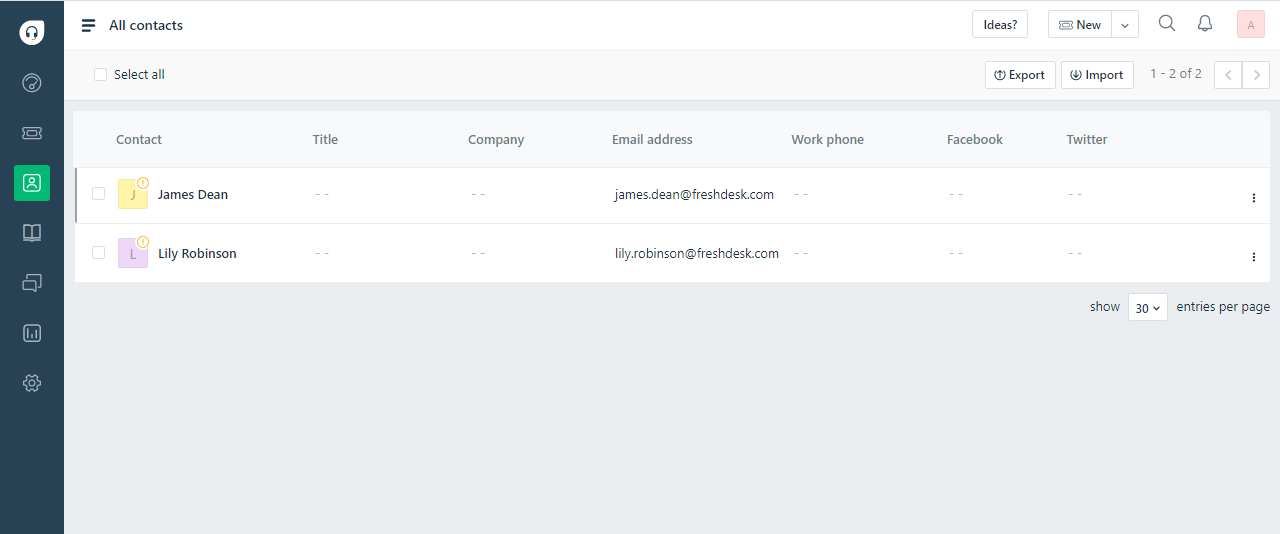 All contacts Ideas? New A
Select all Export Import 1 - 2 of 2
Contact Title Company Email address Work phone Facebook Twitter
J James Dean - - - - james.dean@freshdesk.com - - - - - -
L Lily Robinson - - - - lily.robinson@freshdesk.com - - - - - -
show 30 entries per page